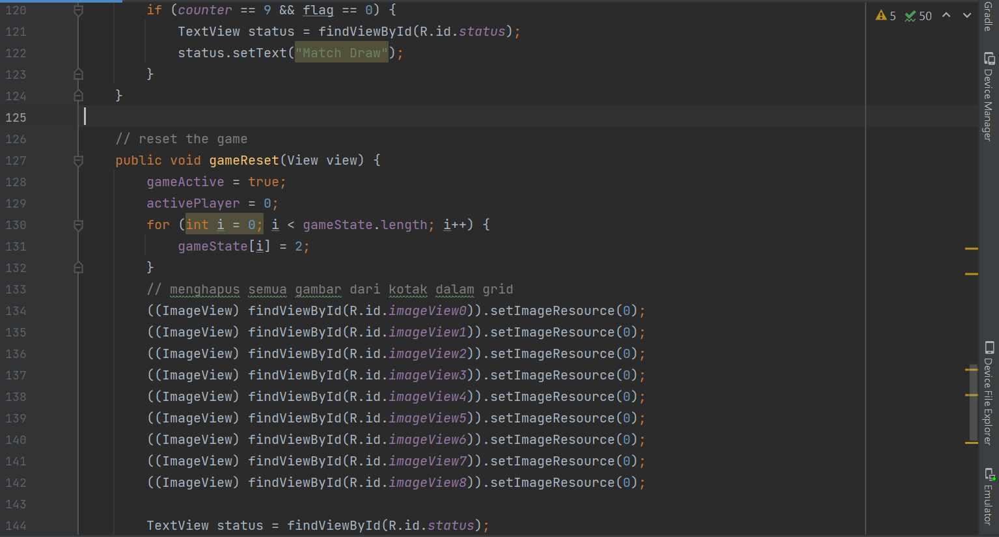 120 if (counter == 9 && flag == 0) {
121 TextView status = findViewById(R.id.status);
122 status.setText("Match Draw");
123 }
124 }
125
126 // reset the game
127 public void gameReset(View view) {
128 gameActive = true;
129 activePlayer = 0;
130 for (int i = 0; i < gameState.length; i++) {
131 gameState[i] = 2;
132 }
133 // menghapus semua gambar dari kotak dalam grid
134 ((ImageView) findViewById(R.id.imageView0)).setImageResource(0);
135 ((ImageView) findViewById(R.id.imageView1)).setImageResource(0);
136 ((ImageView) findViewById(R.id.imageView2)).setImageResource(0);
137 ((ImageView) findViewById(R.id.imageView3)).setImageResource(0);
138 ((ImageView) findViewById(R.id.imageView4)).setImageResource(0);
139 ((ImageView) findViewById(R.id.imageView5)).setImageResource(0);
140 ((ImageView) findViewById(R.id.imageView6)).setImageResource(0);
141 ((ImageView) findViewById(R.id.imageView7)).setImageResource(0);
142 ((ImageView) findViewById(R.id.imageView8)).setImageResource(0);
143
144 TextView status = findViewById(R.id.status);
5 50
Gradle
Device Manager
Device File Explorer
Emulator